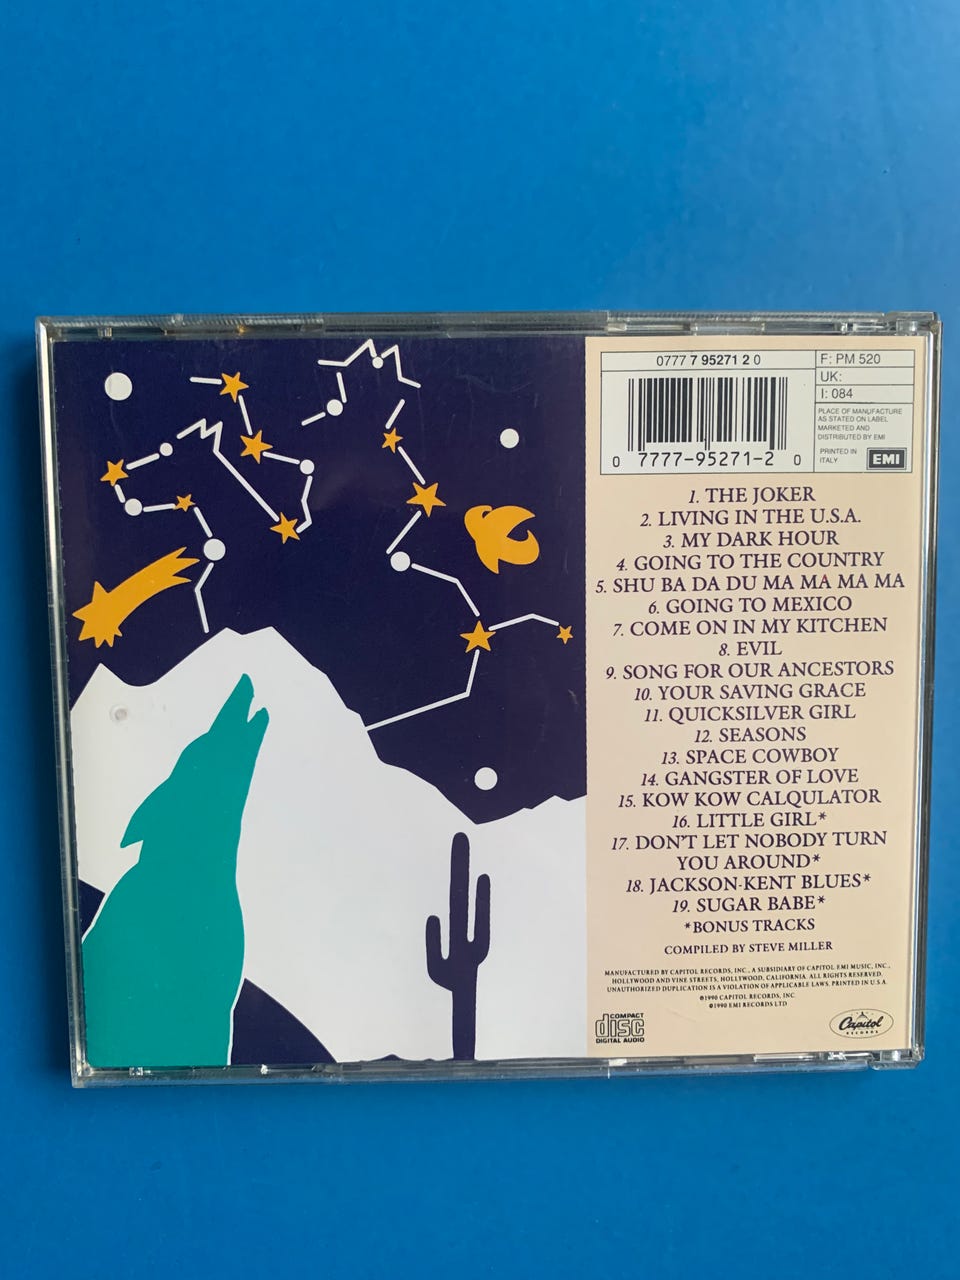 0777 7 95271 2 0
0 7777-95271-2 0
F: PM 520
UK:
I: 084
PLACE OF MANUFACTURE
AS STATED ON LABEL
MARKETED AND
DISTRIBUTED BY EMI
PRINTED IN
ITALY
EMI
1. THE JOKER
2. LIVING IN THE U.S.A.
3. MY DARK HOUR
4. GOING TO THE COUNTRY
5. SHU BA DA DU MA MA MA MA
6. GOING TO MEXICO
7. COME ON IN MY KITCHEN
8. EVIL
9. SONG FOR OUR ANCESTORS
10. YOUR SAVING GRACE
11. QUICKSILVER GIRL
12. SEASONS
13. SPACE COWBOY
14. GANGSTER OF LOVE
15. KOW KOW CALQULATOR
16. LITTLE GIRL*
17. DON'T LET NOBODY TURN
YOU AROUND*
18. JACKSON-KENT BLUES*
19. SUGAR BABE*
*BONUS TRACKS
COMPILED BY STEVE MILLER
MANUFACTURED BY CAPITOL RECORDS, INC., A SUBSIDIARY OF CAPITOL EMI MUSIC, INC.,
HOLLYWOOD AND VINE STREETS, HOLLYWOOD, CALIFORNIA. ALL RIGHTS RESERVED.
UNAUTHORIZED DUPLICATION IS A VIOLATION OF APPLICABLE LAWS. PRINTED IN U.S.A.
℗1990 CAPITOL RECORDS, INC.
©1990 EMI RECORDS LTD
COMPACT
disc
DIGITAL AUDIO
Capitol
RECORDS